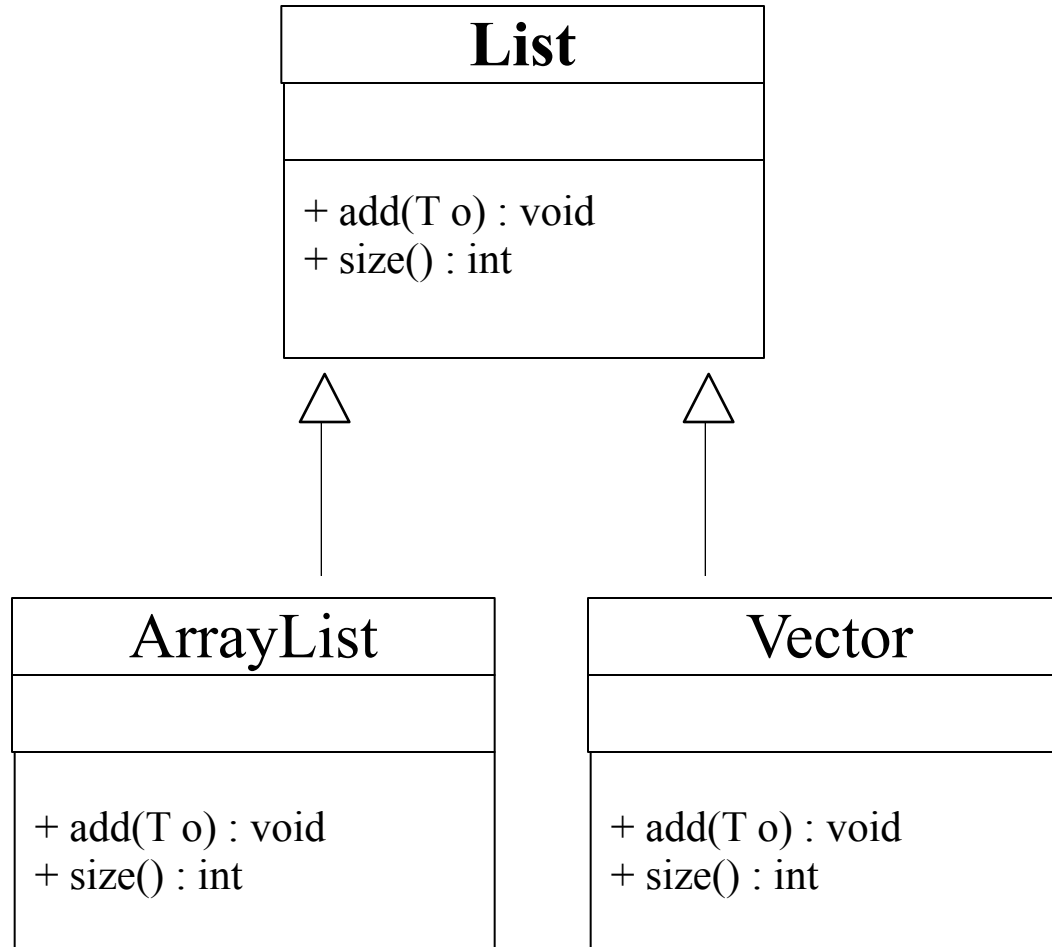 List
+ add(T o) : void
+ size() : int
ArrayList
+ add(T o) : void
+ size() : int
Vector
+ add(T o) : void
+ size() : int